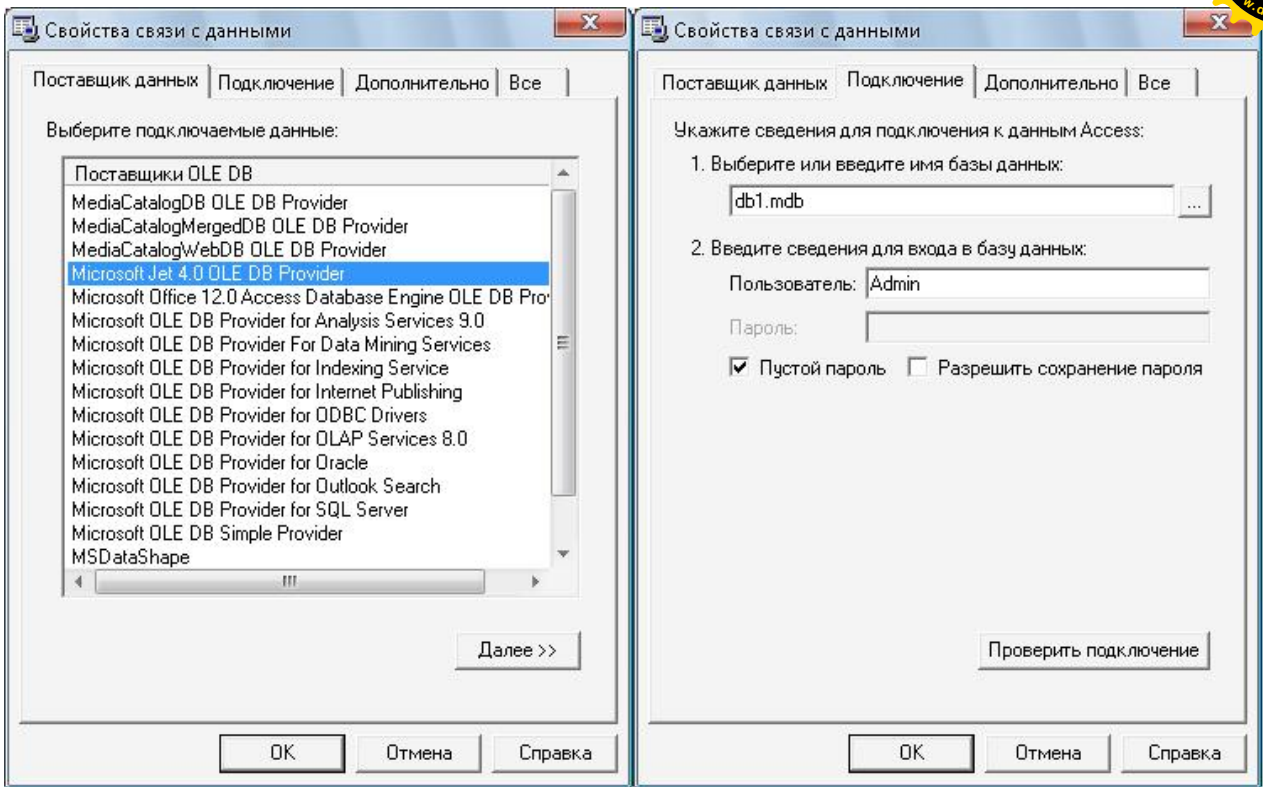 Свойства связи с данными
Поставщик данных
Подключение
Дополнительно
Все
Выберите подключаемые данные:
Поставщики OLE DB
MediaCatalogDB OLE DB Provider
MediaCatalogMergedDB OLE DB Provider
MediaCatalogWebDB OLE DB Provider
Microsoft Jet 4.0 OLE DB Provider
Microsoft Office 12.0 Access Database Engine OLE DB Pro
Microsoft OLE DB Provider for Analysis Services 9.0
Microsoft OLE DB Provider For Data Mining Services
Microsoft OLE DB Provider for Indexing Service
Microsoft OLE DB Provider for Internet Publishing
Microsoft OLE DB Provider for ODBC Drivers
Microsoft OLE DB Provider for OLAP Services 8.0
Microsoft OLE DB Provider for Oracle
Microsoft OLE DB Provider for Outlook Search
Microsoft OLE DB Provider for SQL Server
Microsoft OLE DB Simple Provider
MSDataShape
Далее >>
OK
Отмена
Справка
Свойства связи с данными
Поставщик данных
Подключение
Дополнительно
Все
Укажите сведения для подключения к данным Access:
1. Выберите или введите имя базы данных:
db1.mdb
...
2. Введите сведения для входа в базу данных:
Пользователь: Admin
Пароль:
Пустой пароль
Разрешить сохранение пароля
Проверить подключение
OK
Отмена
Справка